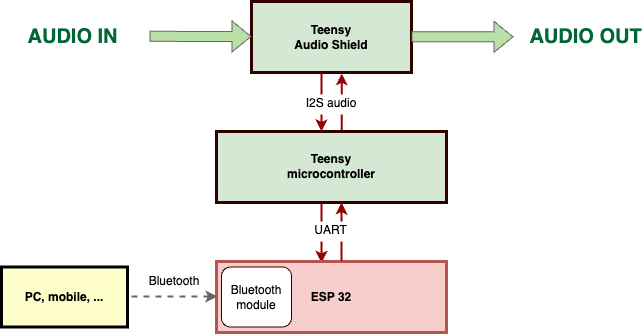 AUDIO IN
Teensy
Audio Shield
AUDIO OUT
I2S audio
Teensy
microcontroller
UART
PC, mobile, ...
Bluetooth
Bluetooth
module
ESP 32